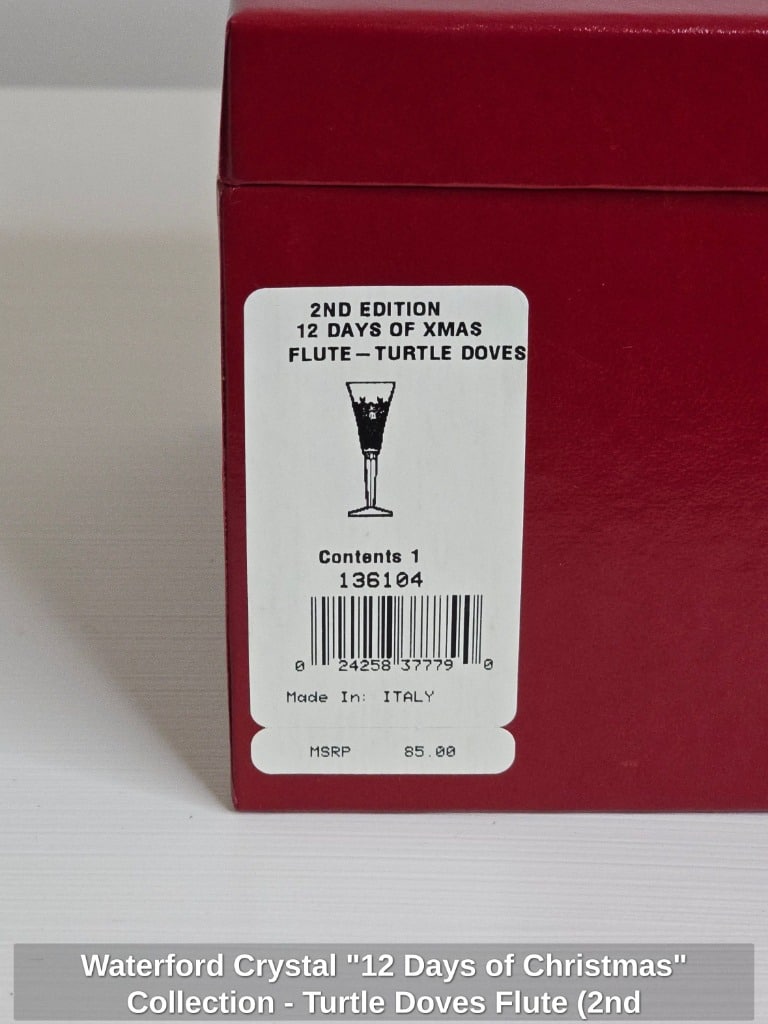 2ND EDITION
12 DAYS OF XMAS
FLUTE—TURTLE DOVES
Contents 1
136104
0 24258 37779 0
Made In: ITALY
MSRP 85.00
Waterford Crystal "12 Days of Christmas"
Collection - Turtle Doves Flute (2nd